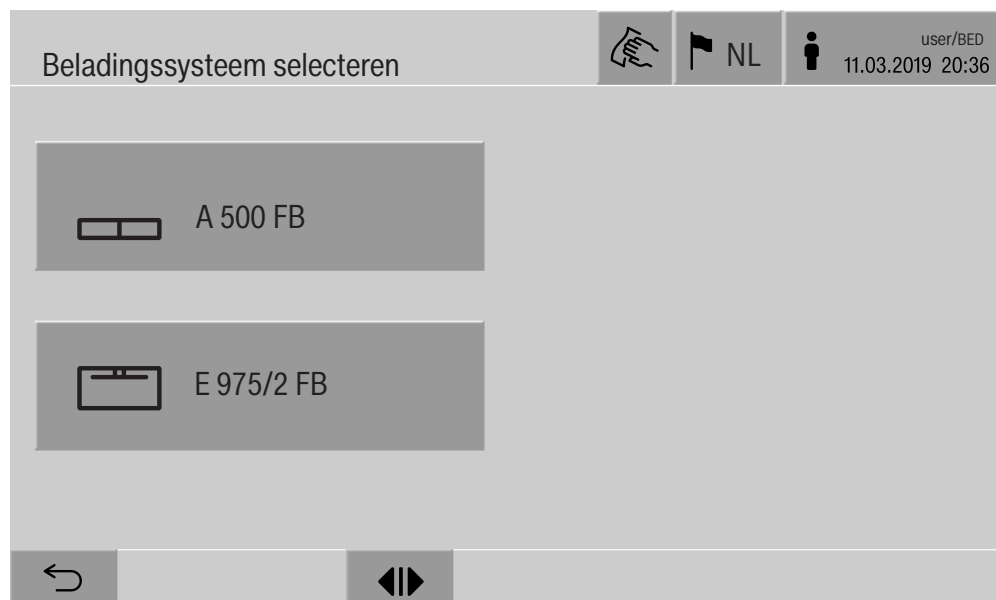 Beladingssysteem selecteren
NL
user/BED
11.03.2019 20:36
A 500 FB
E 975/2 FB